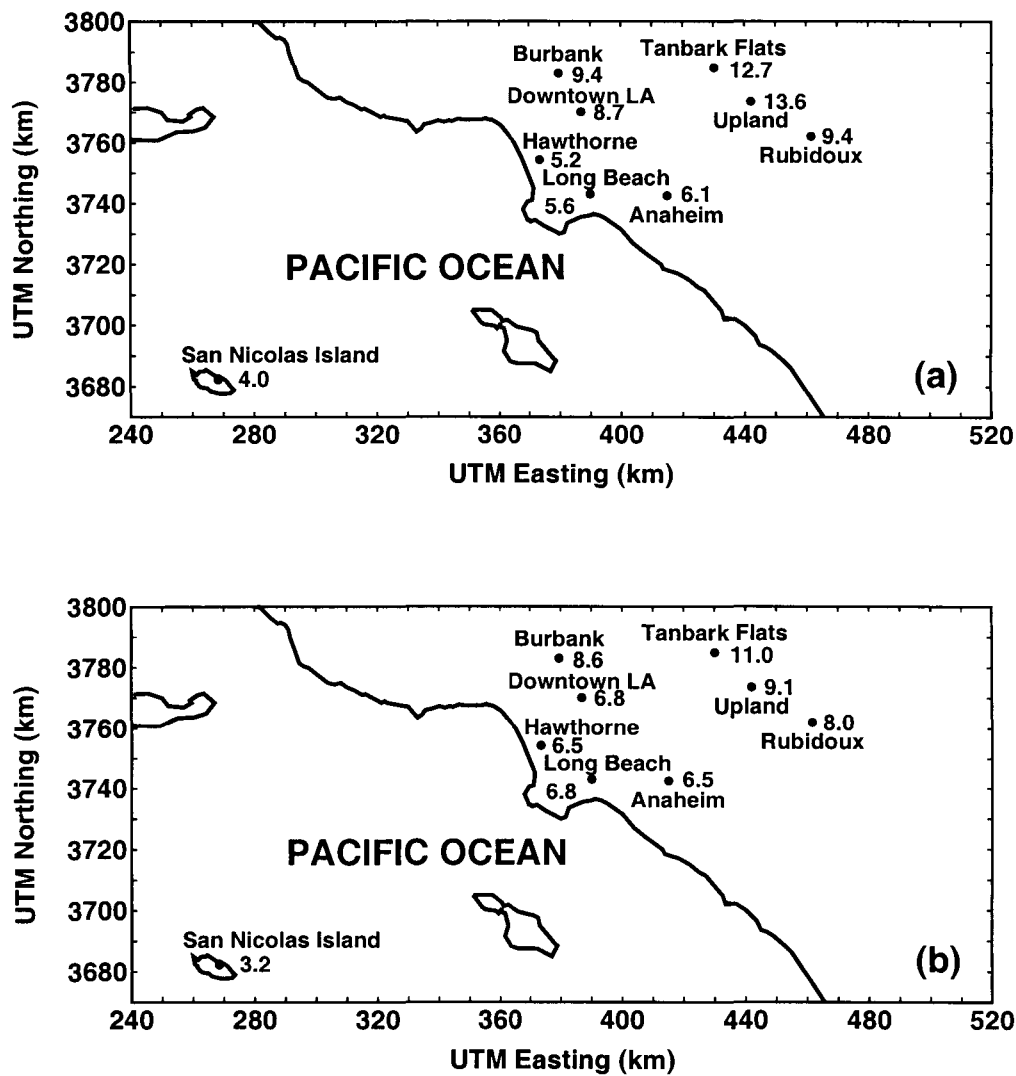 3800
Burbank
Tanbark Flats
9.4
12.7
3780
Downtown LA
8.7
13.6
Upland
3760
Hawthorne
9.4
Rubidoux
5.2
Long Beach
3740
5.6
6.1
Anaheim
3720
PACIFIC OCEAN
3700
San Nicolas Island
3680
4.0
(a)
240 280 320 360 400 440 480 520
UTM Easting (km)
UTM Northing (km)
3800
Burbank
Tanbark Flats
8.6
11.0
3780
Downtown LA
6.8
9.1
Upland
3760
Hawthorne
8.0
Rubidoux
6.5
Long Beach
3740
6.8
6.5
Anaheim
3720
PACIFIC OCEAN
3700
San Nicolas Island
3680
3.2
(b)
240 280 320 360 400 440 480 520
UTM Easting (km)
UTM Northing (km)